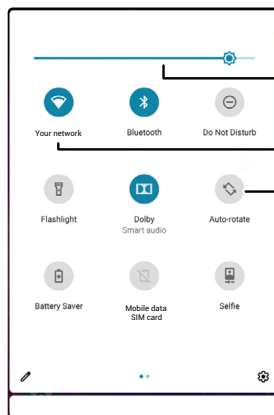 Your network
Bluetooth
Do Not Disturb
Flashlight
Dolby
Smart audio
Auto-rotate
Battery Saver
Mobile data
SIM card
Selfie